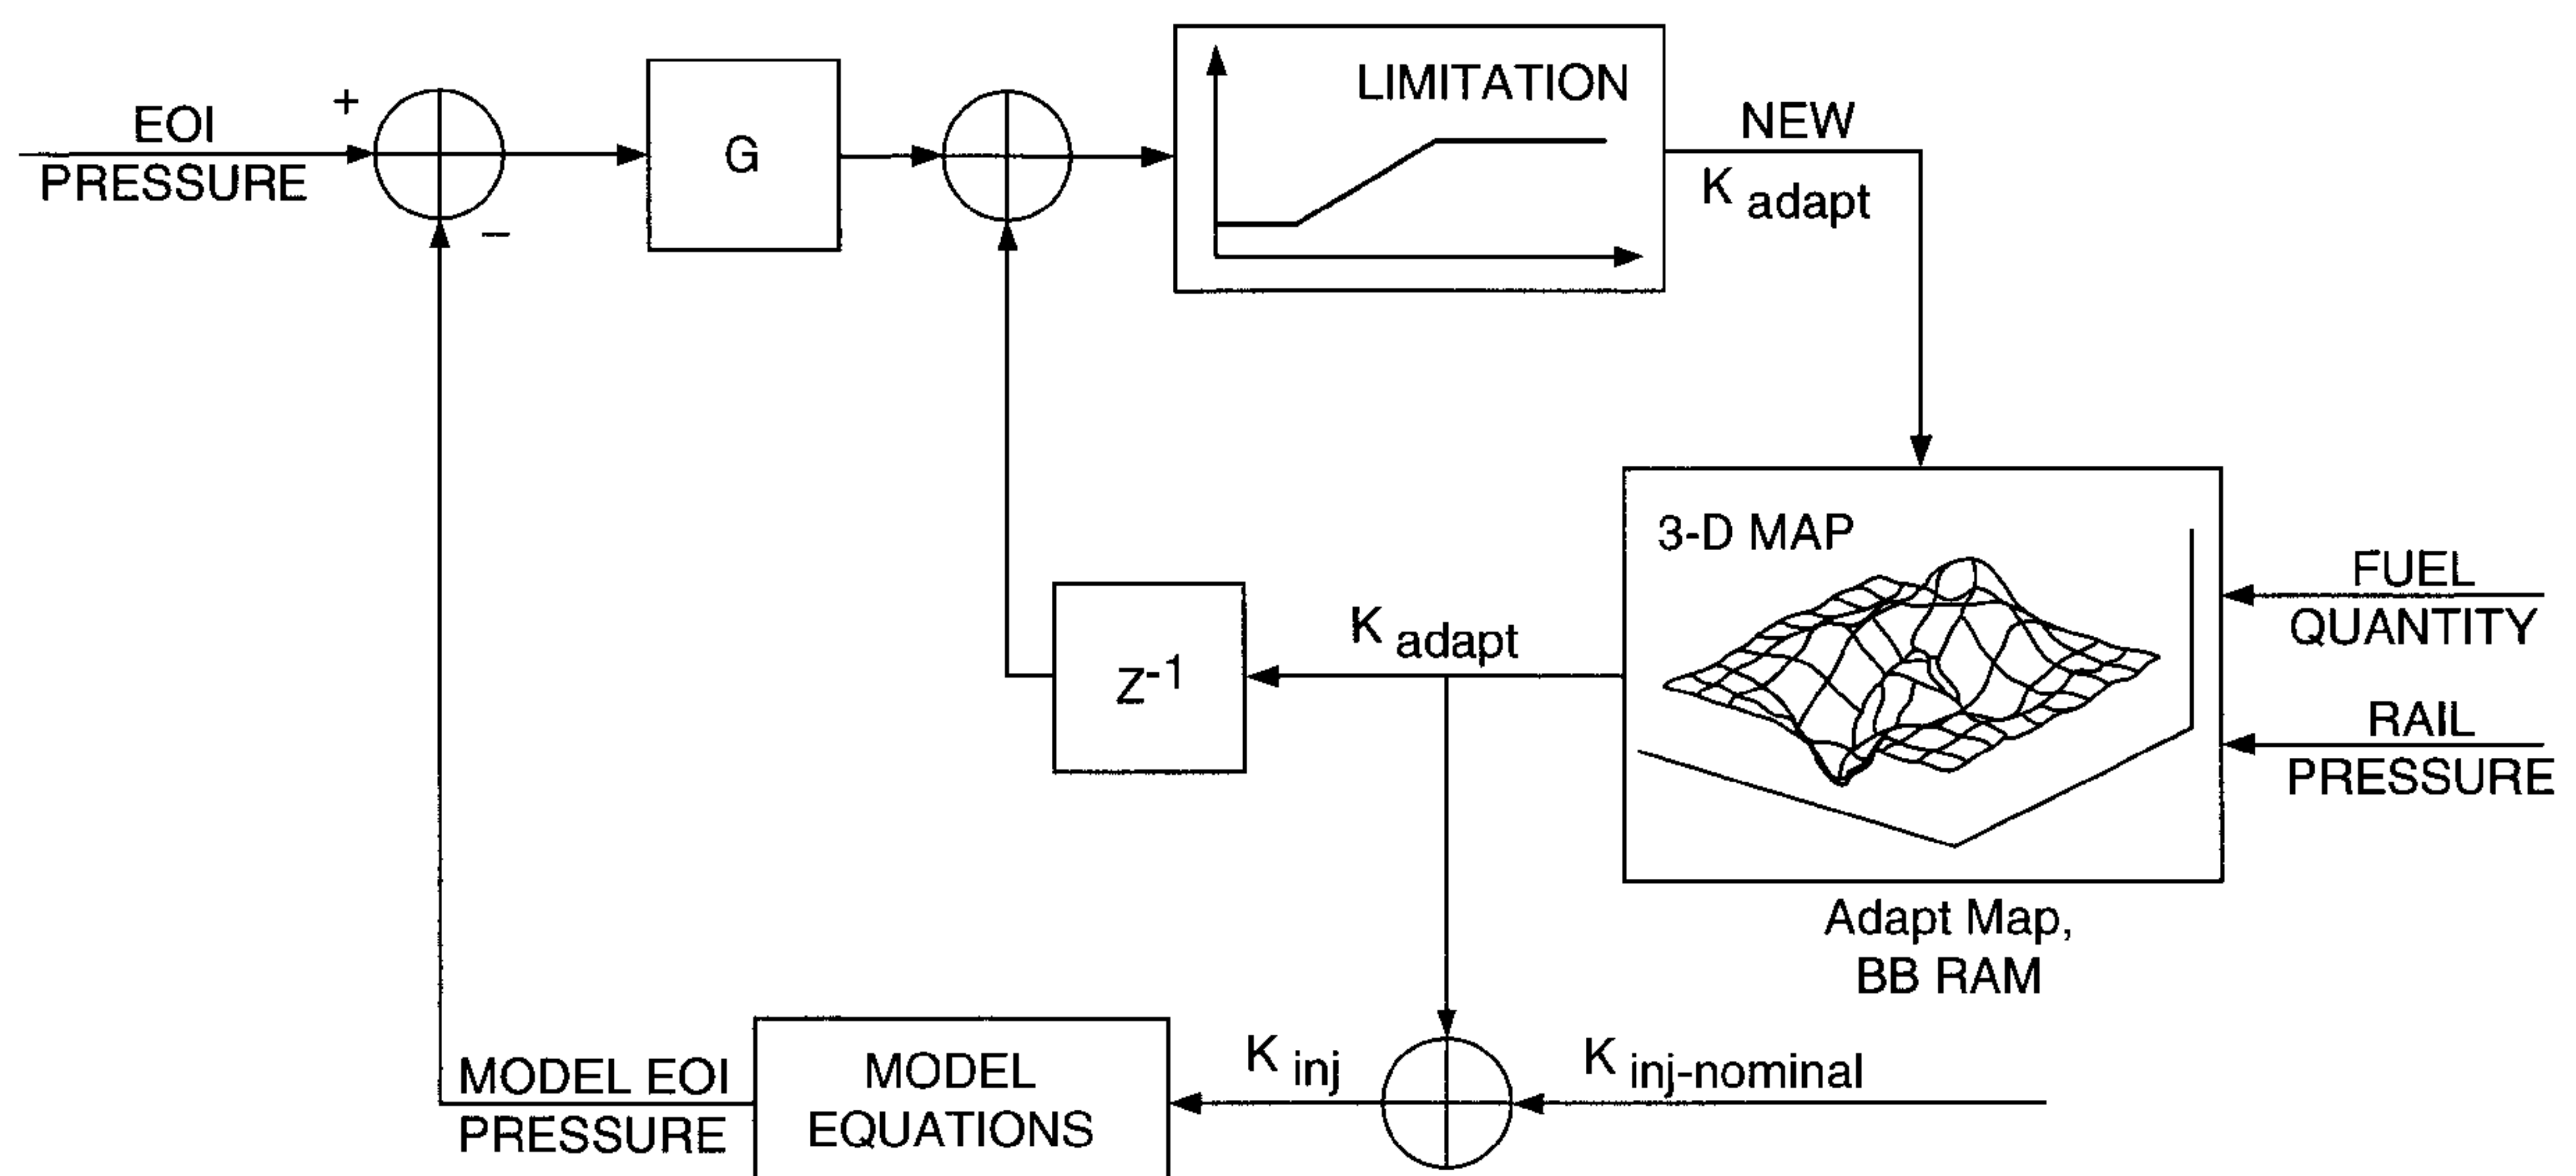 EOI
PRESSURE
+
−
G
LIMITATION
NEW
K adapt
3-D MAP
FUEL
QUANTITY
RAIL
PRESSURE
Adapt Map,
BB RAM
K adapt
Z-1
MODEL EOI
PRESSURE
MODEL
EQUATIONS
K inj
K inj-nominal